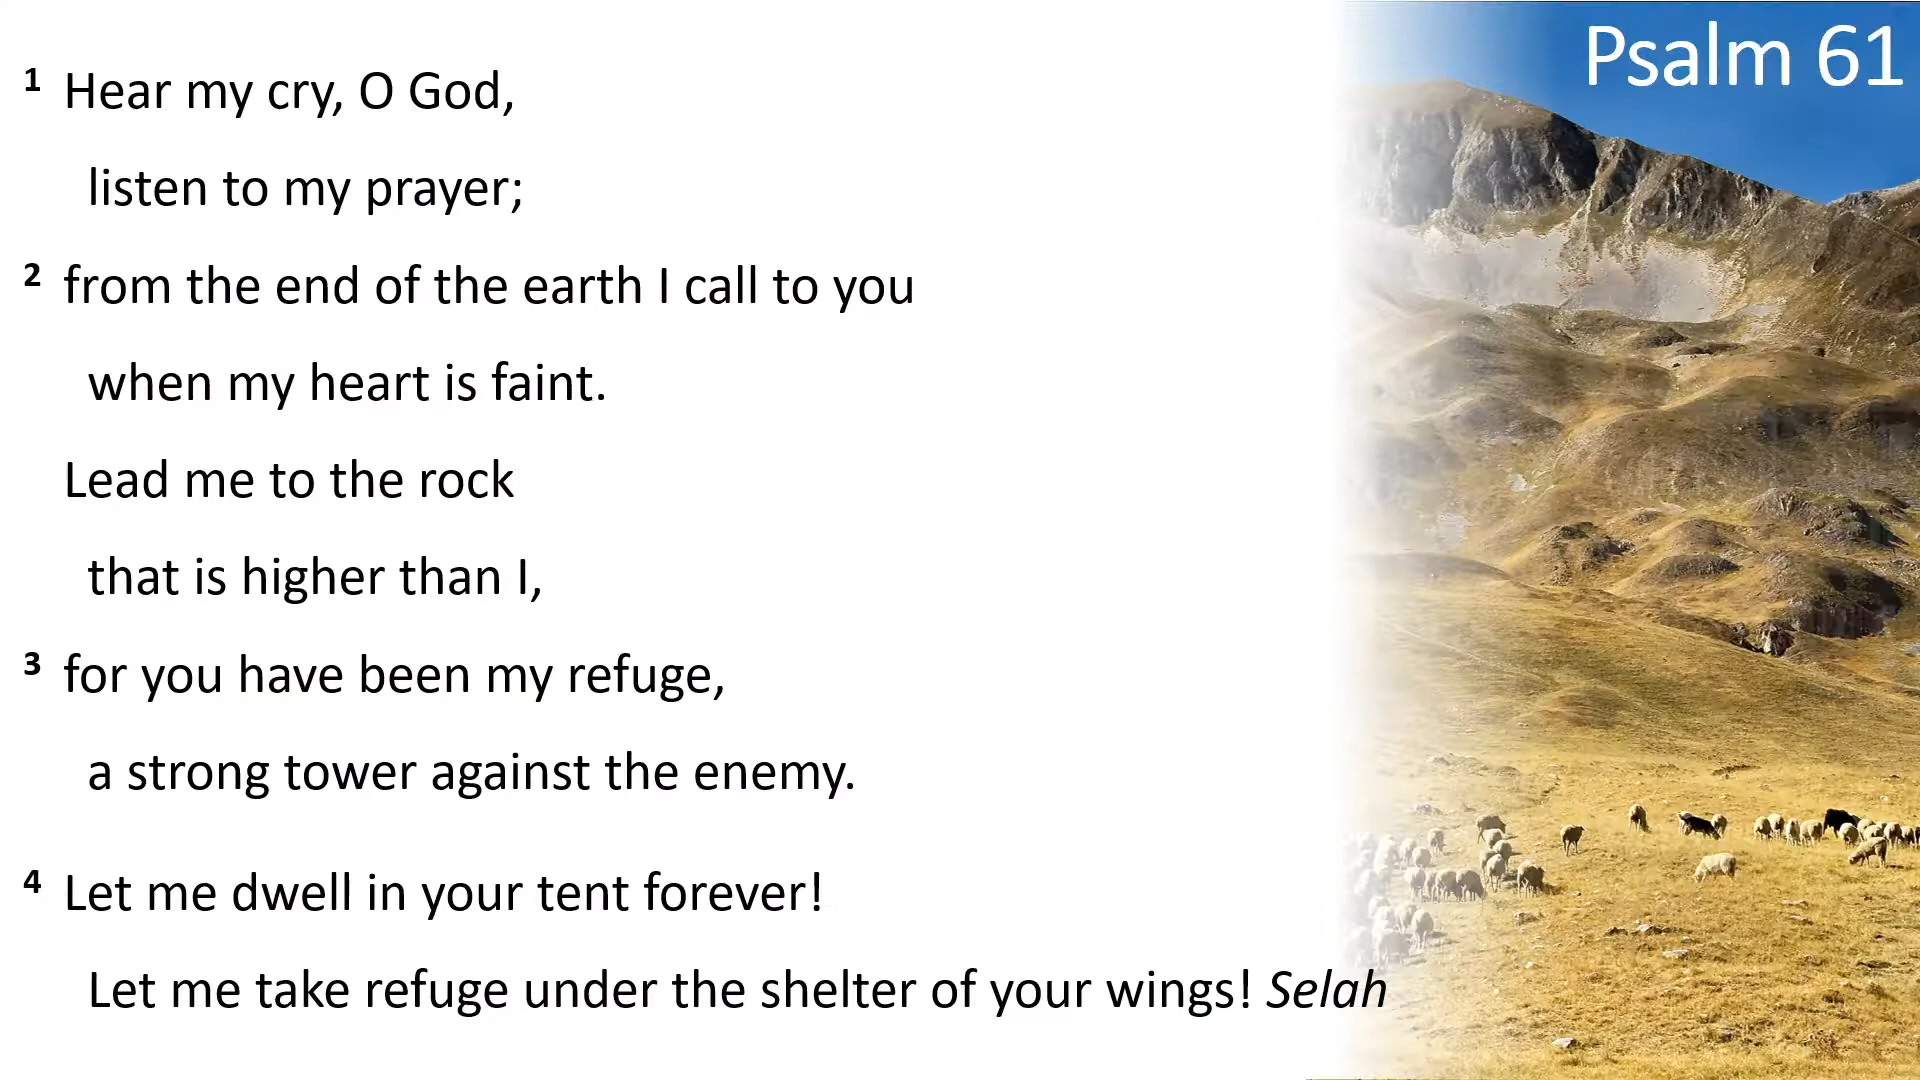 Psalm 61
1 Hear my cry, O God,
listen to my prayer;
2 from the end of the earth I call to you
when my heart is faint.
Lead me to the rock
that is higher than I,
3 for you have been my refuge,
a strong tower against the enemy.
4 Let me dwell in your tent forever!
Let me take refuge under the shelter of your wings! Selah